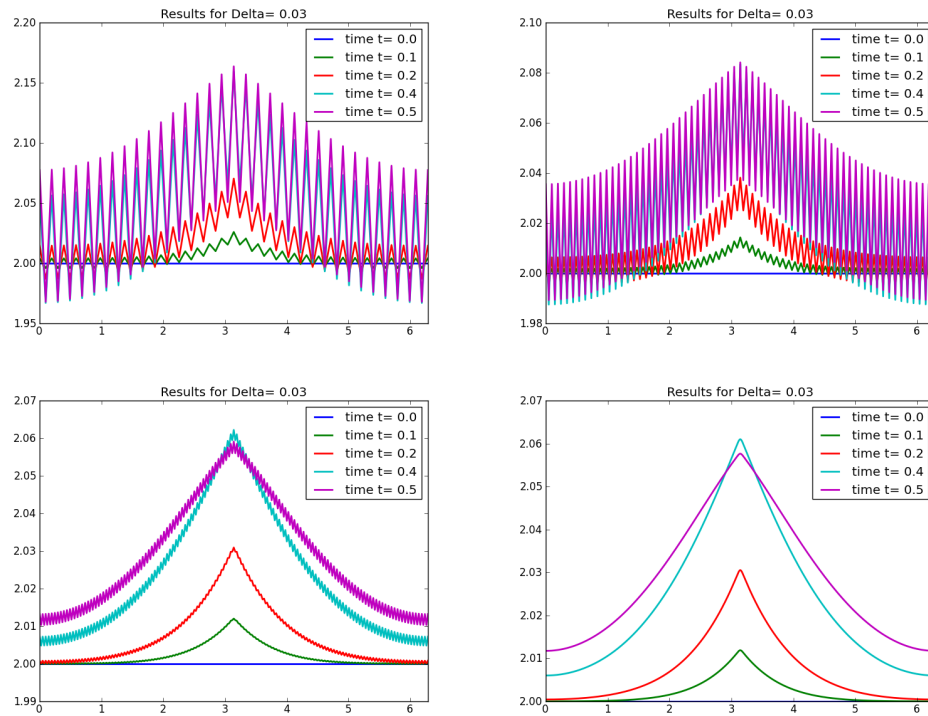 Results for Delta= 0.03
2.20
2.15
2.10
2.05
2.00
1.95
0 1 2 3 4 5 6
time t= 0.0
time t= 0.1
time t= 0.2
time t= 0.4
time t= 0.5
Results for Delta= 0.03
2.10
2.08
2.06
2.04
2.02
2.00
1.98
0 1 2 3 4 5 6
time t= 0.0
time t= 0.1
time t= 0.2
time t= 0.4
time t= 0.5
Results for Delta= 0.03
2.07
2.06
2.05
2.04
2.03
2.02
2.01
2.00
1.99
0 1 2 3 4 5 6
time t= 0.0
time t= 0.1
time t= 0.2
time t= 0.4
time t= 0.5
Results for Delta= 0.03
2.07
2.06
2.05
2.04
2.03
2.02
2.01
2.00
0 1 2 3 4 5 6
time t= 0.0
time t= 0.1
time t= 0.2
time t= 0.4
time t= 0.5